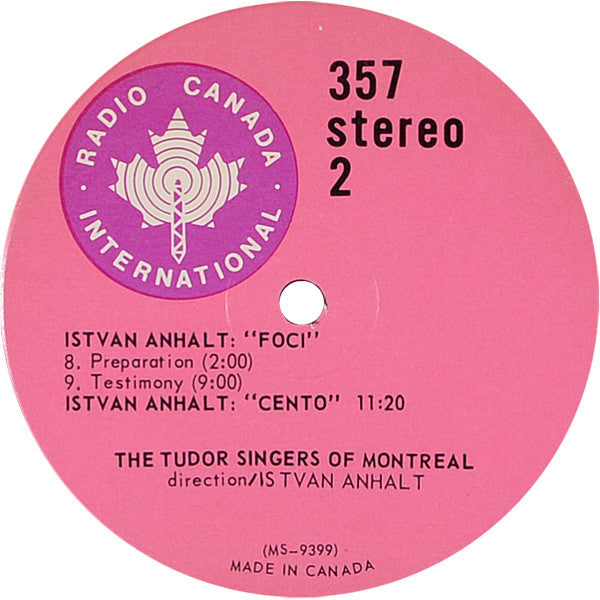 · RADIO CANADA ·
INTERNATIONAL
357
stereo
2
ISTVAN ANHALT: "FOCI"
8. Preparation (2:00)
9. Testimony (9:00)
ISTVAN ANHALT: "CENTO" 11:20
THE TUDOR SINGERS OF MONTREAL
direction/ISTVAN ANHALT
(MS-9399)
MADE IN CANADA